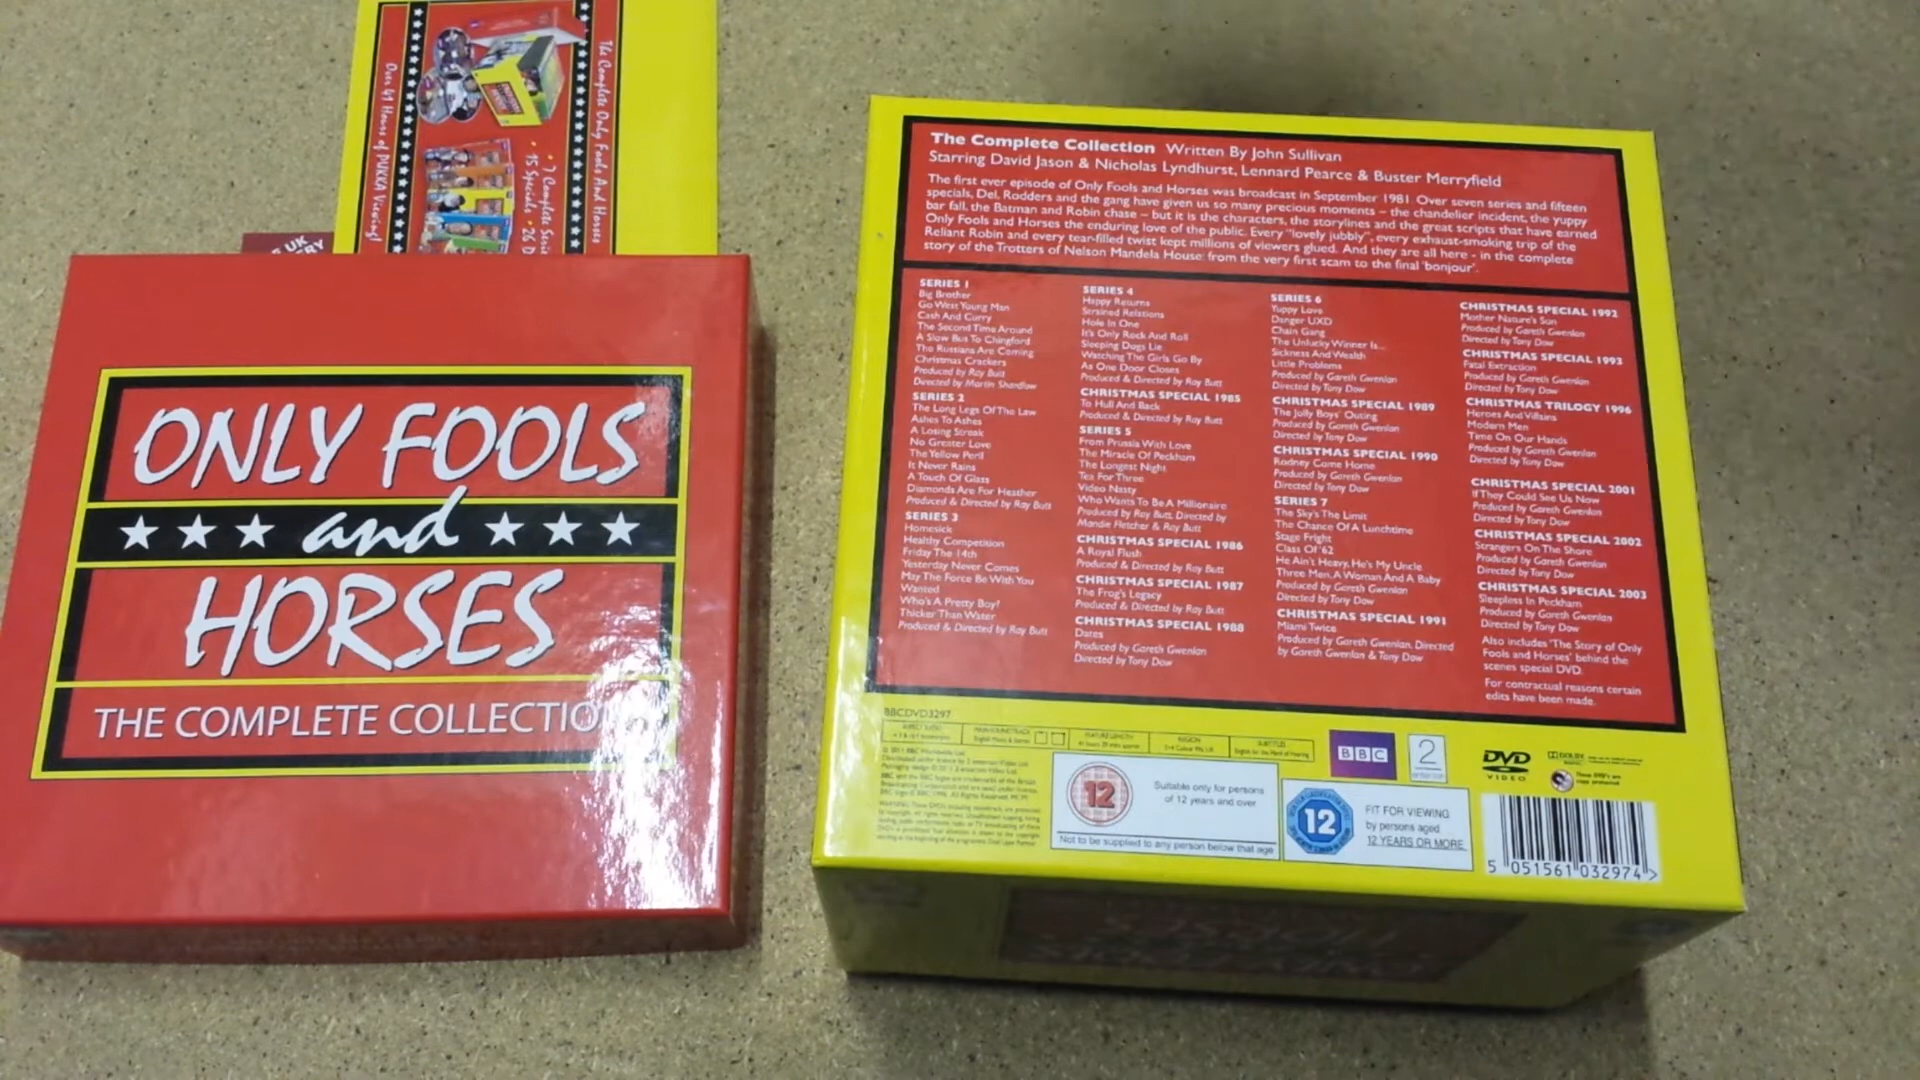 The Complete Only Fools And Horses
• 7 Complete Seri
• 15 Specials • 26 D
Over 41 Hours of PUKKA Viewing!
UK
ONLY FOOLS
and
HORSES
THE COMPLETE COLLECTIO
The Complete Collection Written By John Sullivan
Starring David Jason & Nicholas Lyndhurst, Lennard Pearce & Buster Merryfield
The first ever episode of Only Fools and Horses was broadcast in September 1981. Over seven series and fifteen
specials, Del, Rodders and the gang have given us so many precious moments – the chandelier incident, the yuppy
bar fall, the Batman and Robin chase – but it is the characters, the storylines and the great scripts that have earned
Only Fools and Horses the enduring love of the public. Every "lovely jubbly", every exhaust-smoking trip of the
Reliant Robin and every tear-filled twist kept millions of viewers glued. And they are all here - in the complete
story of the Trotters of Nelson Mandela House: from the very first scam to the final 'bonjour'.
SERIES 1
Big Brother
Go West Young Man
Cash And Curry
The Second Time Around
A Slow Bus To Chingford
The Russians Are Coming
Christmas Crackers
Produced by Ray Butt
Directed by Martin Shardlow
SERIES 2
The Long Legs Of The Law
Ashes To Ashes
A Losing Streak
No Greater Love
The Yellow Peril
It Never Rains
A Touch Of Glass
Diamonds Are For Heather
Produced & Directed by Ray Butt
SERIES 3
Homesick
Healthy Competition
Friday The 14th
Yesterday Never Comes
May The Force Be With You
Wanted
Who's A Pretty Boy?
Thicker Than Water
Produced & Directed by Ray Butt
SERIES 4
Happy Returns
Strained Relations
Hole In One
It's Only Rock And Roll
Sleeping Dogs Lie
Watching The Girls Go By
As One Door Closes
Produced & Directed by Ray Butt
CHRISTMAS SPECIAL 1985
To Hull And Back
Produced & Directed by Ray Butt
SERIES 5
From Prussia With Love
The Miracle Of Peckham
The Longest Night
Tea For Three
Video Nasty
Who Wants To Be A Millionaire
Produced by Ray Butt. Directed by
Mandie Fletcher & Ray Butt
CHRISTMAS SPECIAL 1986
A Royal Flush
Produced & Directed by Ray Butt
CHRISTMAS SPECIAL 1987
The Frog's Legacy
Produced & Directed by Ray Butt
CHRISTMAS SPECIAL 1988
Dates
Produced by Gareth Gwenlan
Directed by Tony Dow
SERIES 6
Yuppy Love
Danger UXD
Chain Gang
The Unlucky Winner Is...
Sickness And Wealth
Little Problems
Produced by Gareth Gwenlan
Directed by Tony Dow
CHRISTMAS SPECIAL 1989
The Jolly Boys' Outing
Produced by Gareth Gwenlan
Directed by Tony Dow
CHRISTMAS SPECIAL 1990
Rodney Come Home
Produced by Gareth Gwenlan
Directed by Tony Dow
SERIES 7
The Sky's The Limit
The Chance Of A Lunchtime
Stage Fright
Class Of '62
He Ain't Heavy, He's My Uncle
Three Men, A Woman And A Baby
Produced by Gareth Gwenlan
Directed by Tony Dow
CHRISTMAS SPECIAL 1991
Miami Twice
Produced by Gareth Gwenlan, Directed
by Gareth Gwenlan & Tony Dow
CHRISTMAS SPECIAL 1992
Mother Nature's Son
Produced by Gareth Gwenlan
Directed by Tony Dow
CHRISTMAS SPECIAL 1993
Fatal Extraction
Produced by Gareth Gwenlan
Directed by Tony Dow
CHRISTMAS TRILOGY 1996
Heroes And Villains
Modern Men
Time On Our Hands
Produced by Gareth Gwenlan
Directed by Tony Dow
CHRISTMAS SPECIAL 2001
If They Could See Us Now
Produced by Gareth Gwenlan
Directed by Tony Dow
CHRISTMAS SPECIAL 2002
Strangers On The Shore
Produced by Gareth Gwenlan
Directed by Tony Dow
CHRISTMAS SPECIAL 2003
Sleepless In Peckham
Produced by Gareth Gwenlan
Directed by Tony Dow
Also includes 'The Story of Only
Fools and Horses' behind the
scenes special DVD.
For contractual reasons certain
edits have been made.
BBCDVD3297
BBC
2
DVD
VIDEO
12
Suitable only for persons
of 12 years and over
Not to be supplied to any person below that age
12
FIT FOR VIEWING
by persons aged
12 YEARS OR MORE
5 051561 032974 >